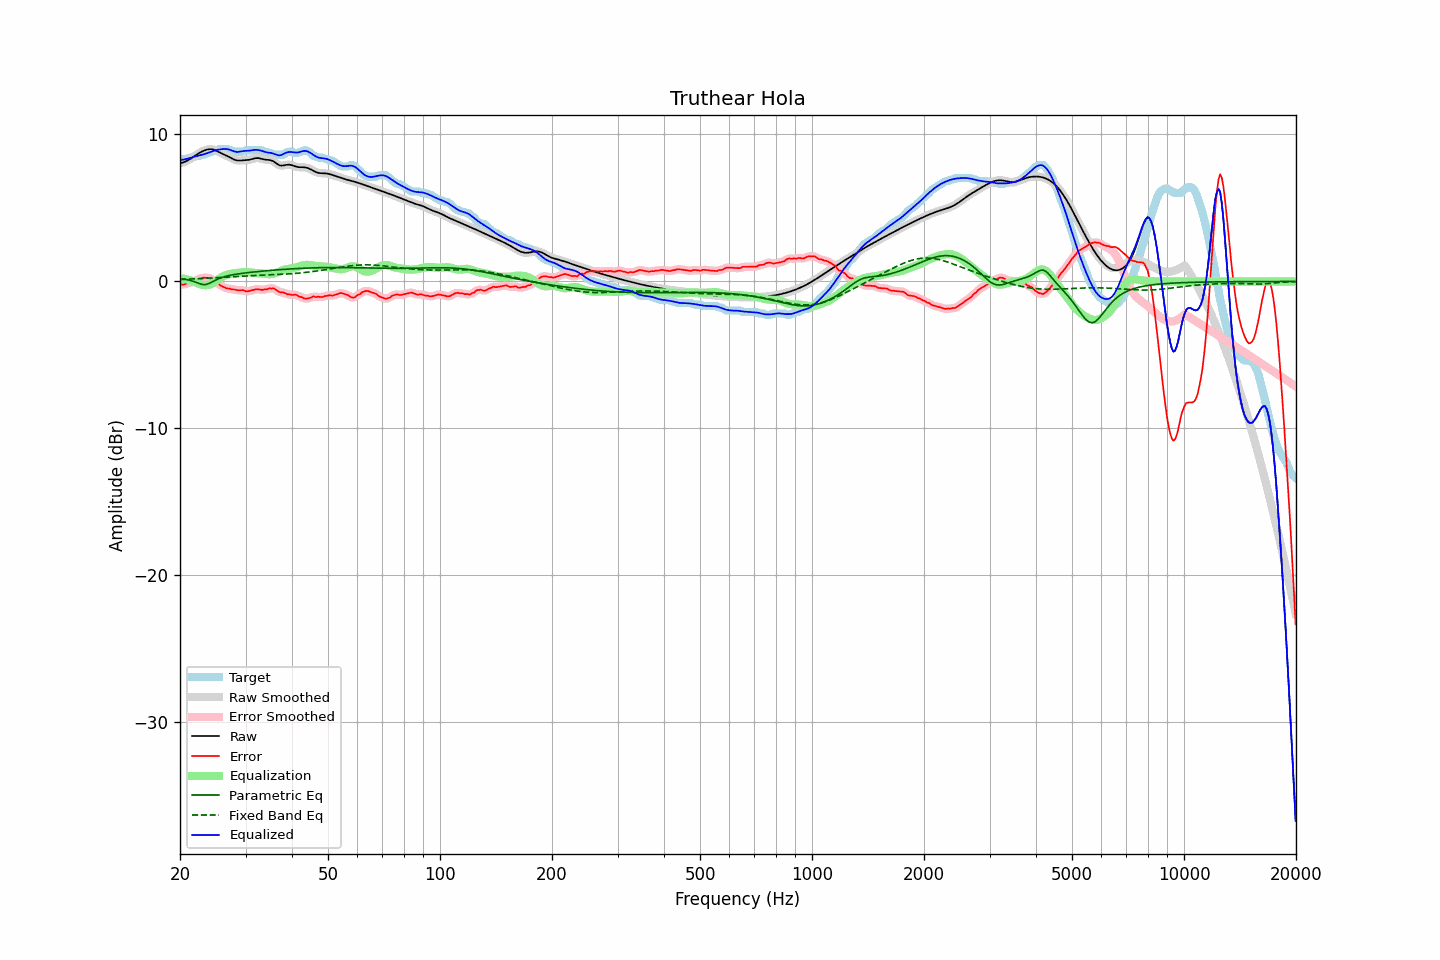 Truthear Hola
10
0
−10
−20
−30
Amplitude (dBr)
Target
Raw Smoothed
Error Smoothed
Raw
Error
Equalization
Parametric Eq
Fixed Band Eq
Equalized
20 50 100 200 500 1000 2000 5000 10000 20000
Frequency (Hz)